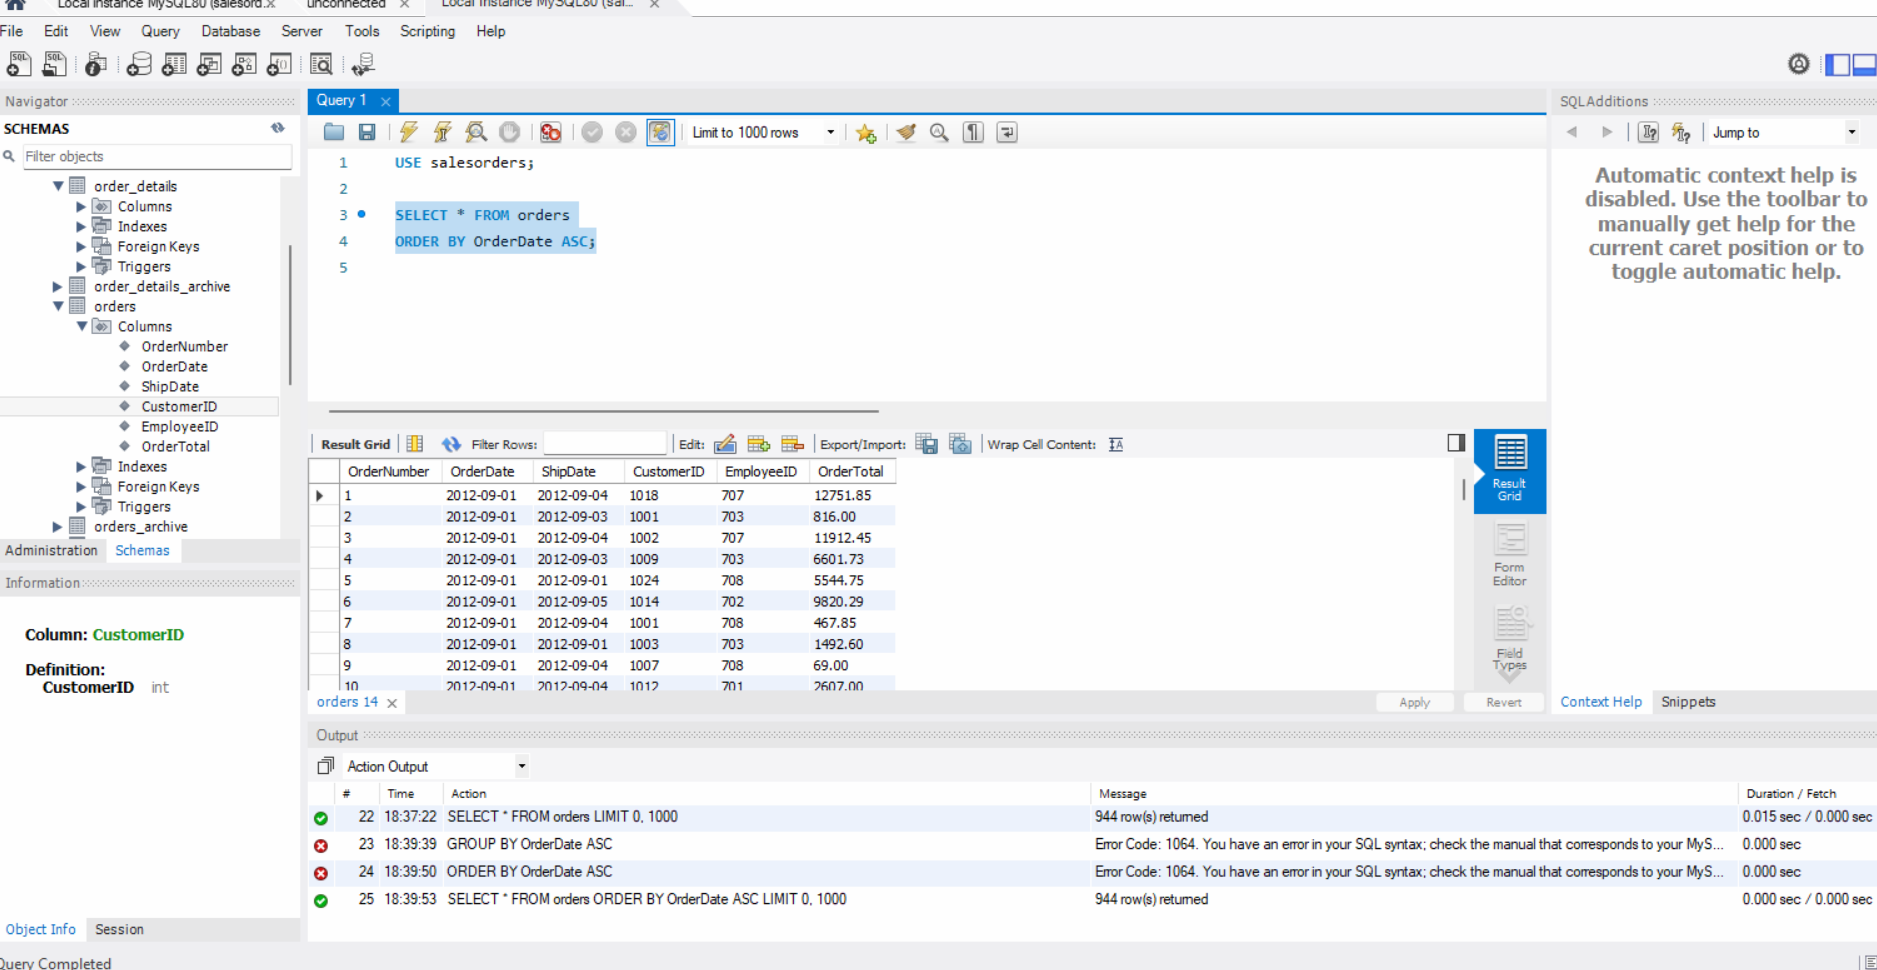 Local instance MySQL80 (salesord...
unconnected
Local instance MySQL80 (sal...
File Edit View Query Database Server Tools Scripting Help
Navigator
SCHEMAS
Filter objects
order_details
Columns
Indexes
Foreign Keys
Triggers
order_details_archive
orders
Columns
OrderNumber
OrderDate
ShipDate
CustomerID
EmployeeID
OrderTotal
Indexes
Foreign Keys
Triggers
orders_archive
Administration Schemas
Information
Column: CustomerID
Definition:
CustomerID int
Object Info Session
Query Completed
Query 1
Limit to 1000 rows
1 USE salesorders;
2
3 SELECT * FROM orders
4 ORDER BY OrderDate ASC;
5
Result Grid Filter Rows: Edit: Export/Import: Wrap Cell Content:
OrderNumber OrderDate ShipDate CustomerID EmployeeID OrderTotal
1 2012-09-01 2012-09-04 1018 707 12751.85
2 2012-09-01 2012-09-03 1001 703 816.00
3 2012-09-01 2012-09-04 1002 707 11912.45
4 2012-09-01 2012-09-03 1009 703 6601.73
5 2012-09-01 2012-09-01 1024 708 5544.75
6 2012-09-01 2012-09-05 1014 702 9820.29
7 2012-09-01 2012-09-04 1001 708 467.85
8 2012-09-01 2012-09-01 1003 703 1492.60
9 2012-09-01 2012-09-04 1007 708 69.00
10 2012-09-01 2012-09-04 1012 701 2607.00
Result
Grid
Form
Editor
Field
Types
orders 14 Apply Revert
SQLAdditions
Jump to
Automatic context help is
disabled. Use the toolbar to
manually get help for the
current caret position or to
toggle automatic help.
Context Help Snippets
Output
Action Output
# Time Action Message Duration / Fetch
22 18:37:22 SELECT * FROM orders LIMIT 0, 1000 944 row(s) returned 0.015 sec / 0.000 sec
23 18:39:39 GROUP BY OrderDate ASC Error Code: 1064. You have an error in your SQL syntax; check the manual that corresponds to your MyS... 0.000 sec
24 18:39:50 ORDER BY OrderDate ASC Error Code: 1064. You have an error in your SQL syntax; check the manual that corresponds to your MyS... 0.000 sec
25 18:39:53 SELECT * FROM orders ORDER BY OrderDate ASC LIMIT 0, 1000 944 row(s) returned 0.000 sec / 0.000 sec